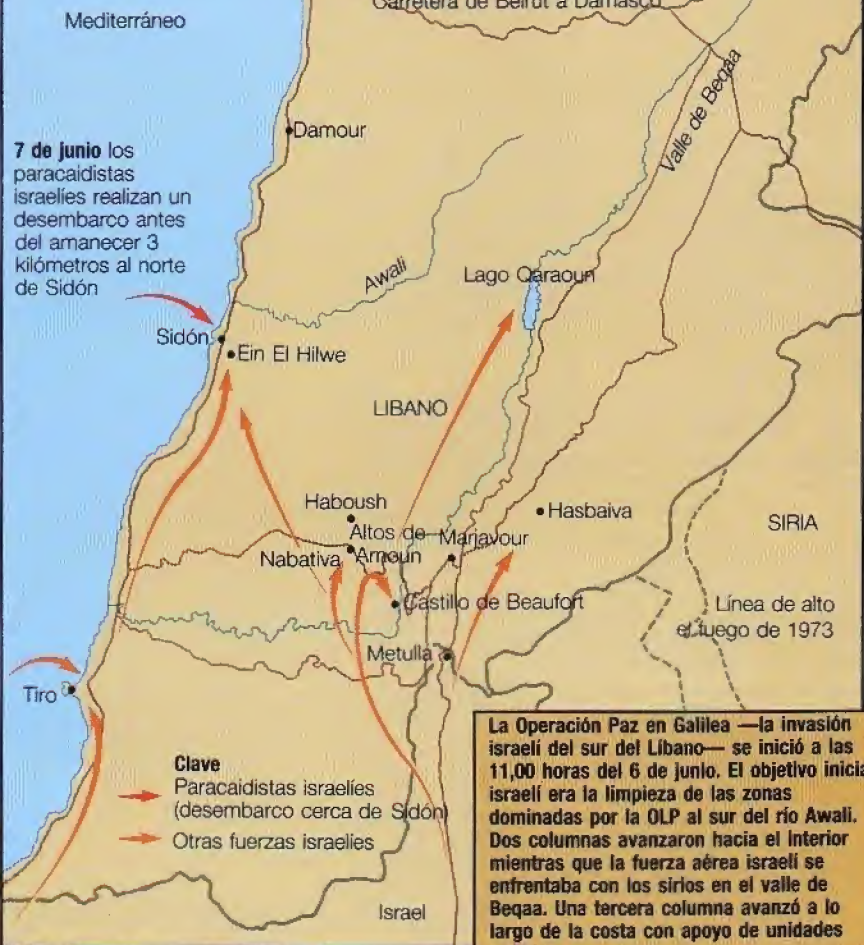 Carretera de Beirut a Damasco
Mediterráneo
Valle de Beqaa
Damour
7 de junio los
paracaidistas
israelíes realizan un
desembarco antes
del amanecer 3
kilómetros al norte
de Sidón
Awali
Lago Qaraoun
Sidón
Ein El Hilwe
LIBANO
Haboush
Hasbaiva
Altos de
Arnoun
Marjavour
Nabativa
SIRIA
Castillo de Beaufort
Línea de alto
el fuego de 1973
Metulla
Tiro
Clave
Paracaidistas israelíes
(desembarco cerca de Sidón)
Otras fuerzas israelíes
Israel
La Operación Paz en Galilea —la invasión
israelí del sur del Líbano— se inició a las
11,00 horas del 6 de junio. El objetivo inicia
israelí era la limpieza de las zonas
dominadas por la OLP al sur del río Awali.
Dos columnas avanzaron hacia el interior
mientras que la fuerza aérea israelí se
enfrentaba con los sirios en el valle de
Beqaa. Una tercera columna avanzó a lo
largo de la costa con apoyo de unidades